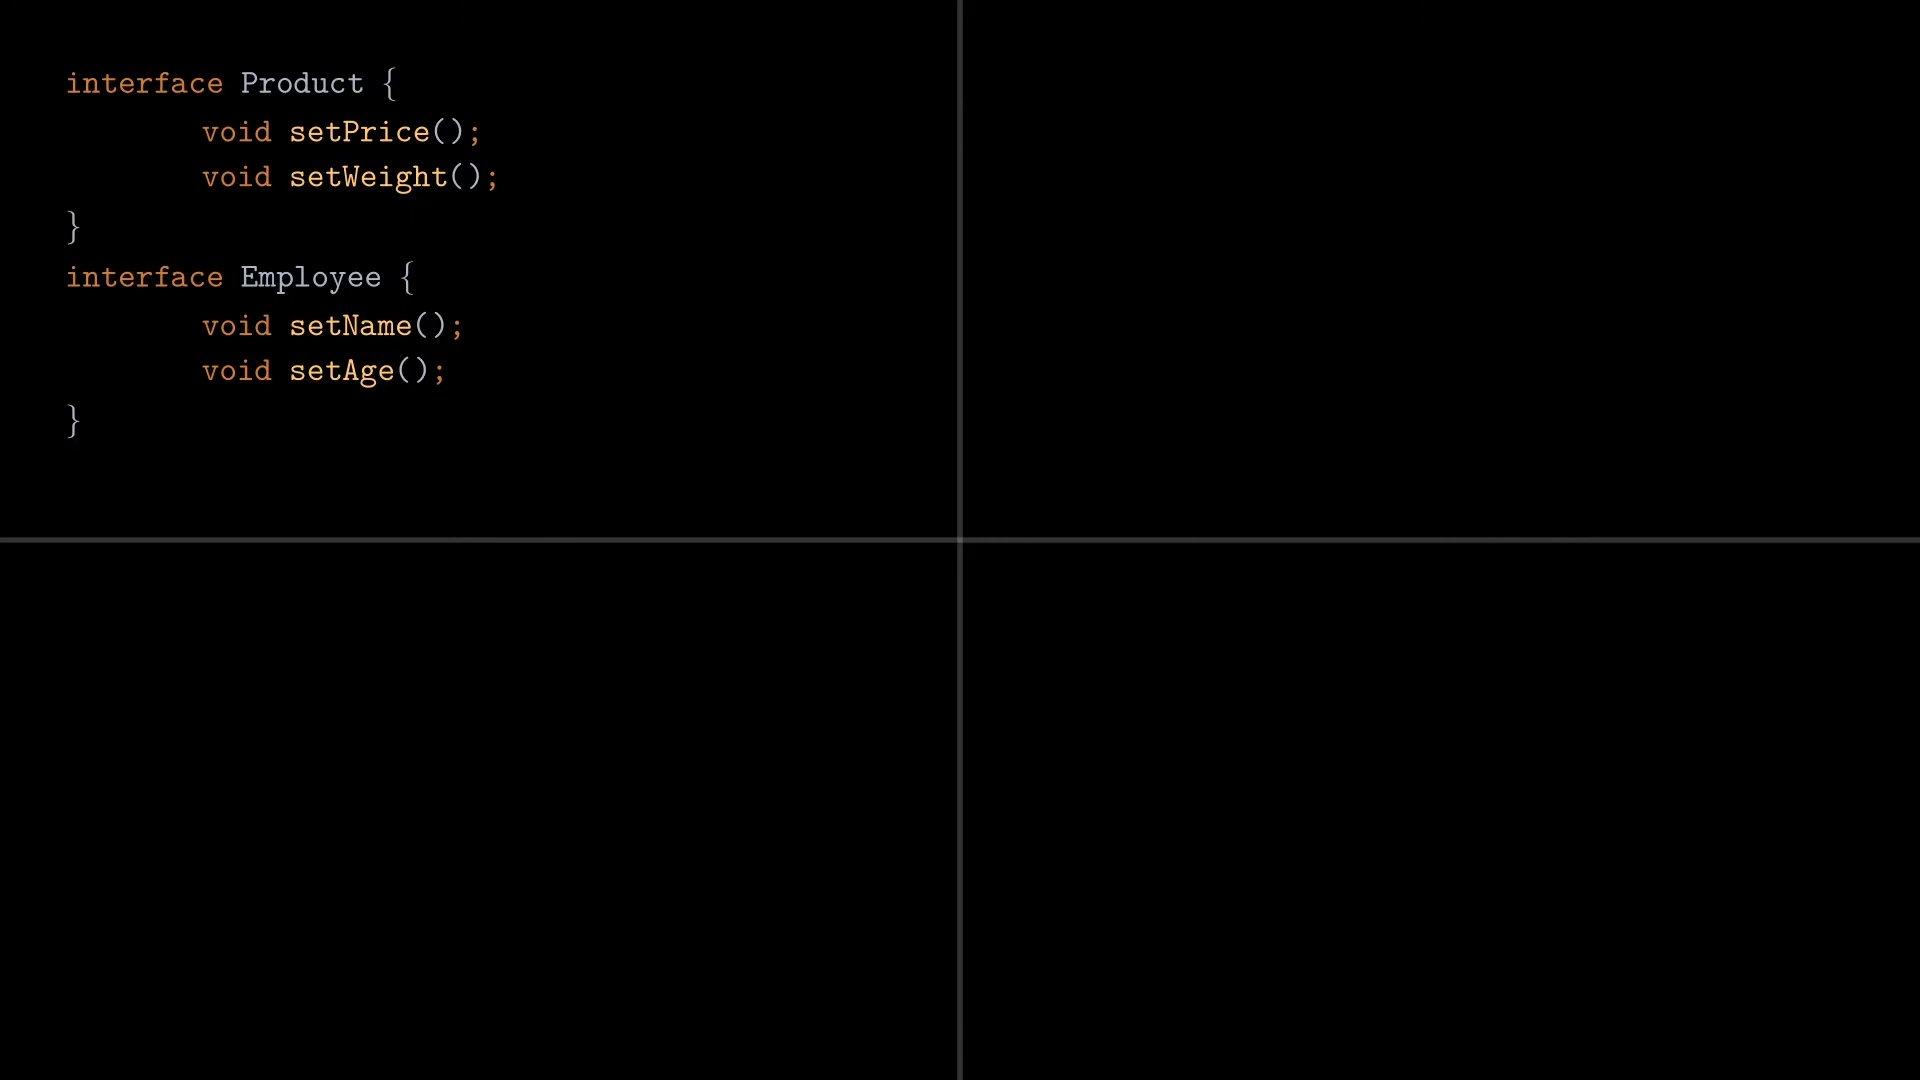 interface Product {
void setPrice();
void setWeight();
}
interface Employee {
void setName();
void setAge();
}